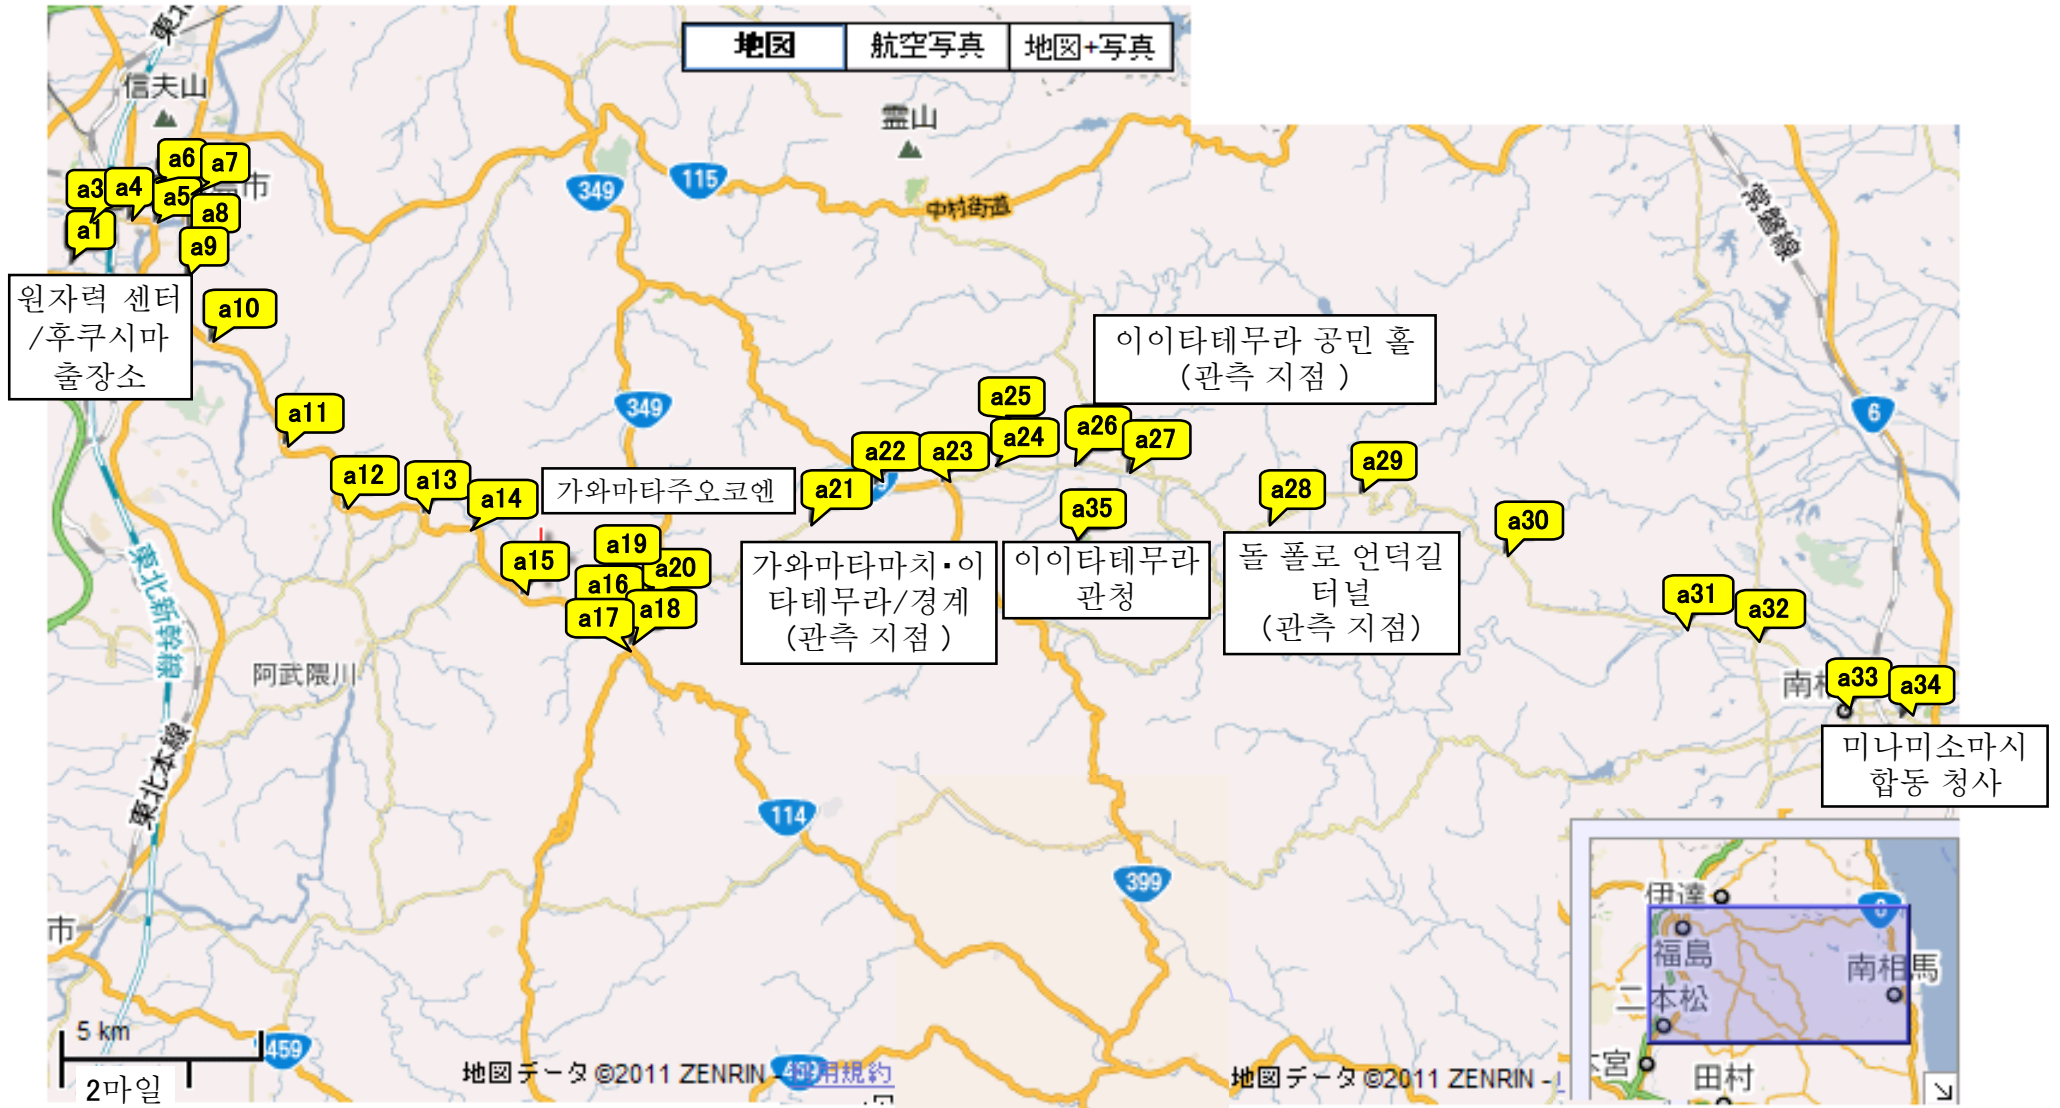 地図
航空写真
地図+写真
信夫山
霊山
a6
a7
a3
a4
a5
a8
a1
a9
349
115
中村街道
常磐線
원자력 센터
/후쿠시마
출장소
a10
이이타테무라 공민 홀
(관측 지점 )
a11
349
a25
6
a12
a13
a14
가와마타주오코엔
a21
a22
a23
a24
a26
a27
a28
a29
a35
a30
a15
a19
a20
a16
a17
a18
가와마타마치・이
타테무라/경계
(관측 지점 )
이이타테무라
관청
돌 폴로 언덕길
터널
(관측 지점)
a31
a32
東北新幹線
阿武隈川
南相
a33
a34
東北本線
미나미소마시
합동 청사
114
399
市
伊達
6
福島
南相馬
二本松
本宮
田村
5 km
2마일
459
地図データ ©2011 ZENRIN -
459
地図データ ©2011 ZENRIN -